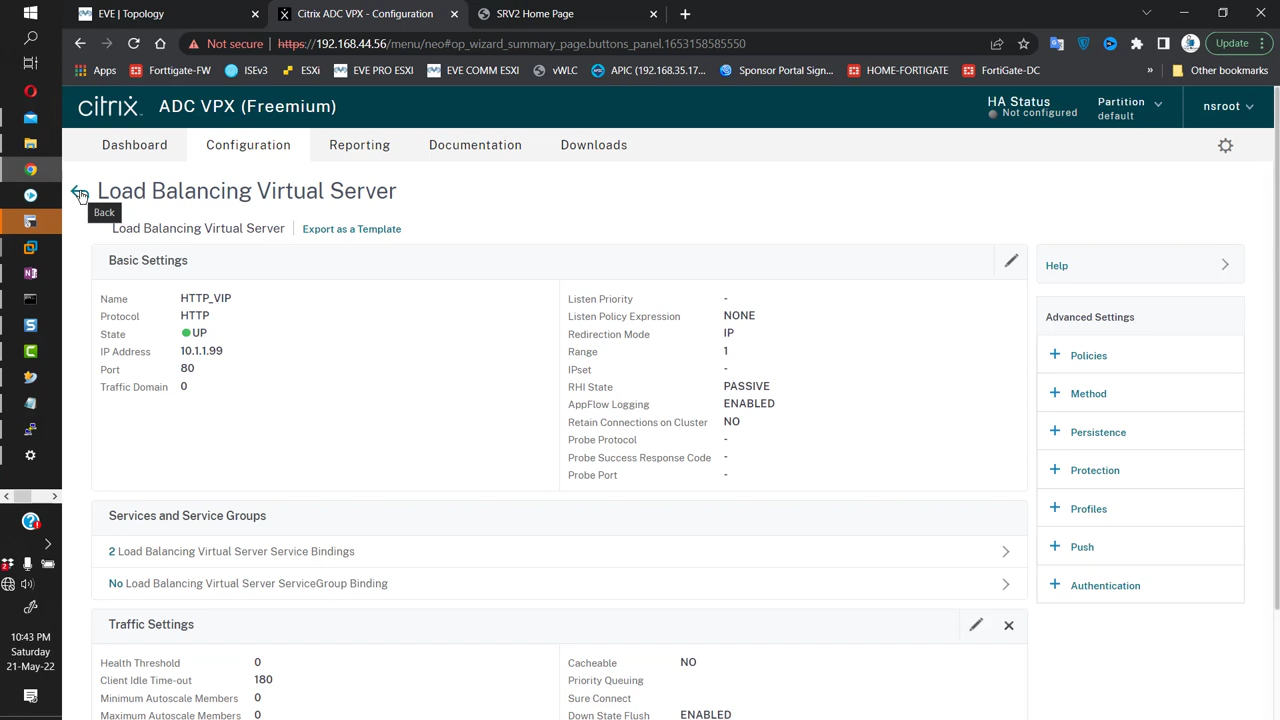 EVE | Topology
Citrix ADC VPX - Configuration
SRV2 Home Page
Not secure
https://192.168.44.56/menu/neo#op_wizard_summary_page.buttons_panel.1653158585550
Update
Apps
Forttigate-FW
ISEv3
ESXi
EVE PRO ESXI
EVE COMM ESXI
vWLC
APIC (192.168.35.17...
Sponsor Portal Sign...
HOME-FORTIGATE
FortiGate-DC
»
Other bookmarks
citrix ADC VPX (Freemium)
HA Status
Not configured
Partition
default
nsroot
Dashboard
Configuration
Reporting
Documentation
Downloads
Load Balancing Virtual Server
Back
Load Balancing Virtual Server
Export as a Template
Basic Settings
Name HTTP_VIP
Protocol HTTP
State UP
IP Address 10.1.1.99
Port 80
Traffic Domain 0
Listen Priority -
Listen Policy Expression NONE
Redirection Mode IP
Range 1
IPset -
RHI State PASSIVE
AppFlow Logging ENABLED
Retain Connections on Cluster NO
Probe Protocol -
Probe Success Response Code -
Probe Port -
Services and Service Groups
2 Load Balancing Virtual Server Service Bindings
No Load Balancing Virtual Server ServiceGroup Binding
Traffic Settings
Health Threshold 0
Client Idle Time-out 180
Minimum Autoscale Members 0
Maximum Autoscale Members 0
Cacheable NO
Priority Queuing
Sure Connect
Down State Flush ENABLED
Help
Advanced Settings
+ Policies
+ Method
+ Persistence
+ Protection
+ Profiles
+ Push
+ Authentication
10:43 PM
Saturday
21-May-22